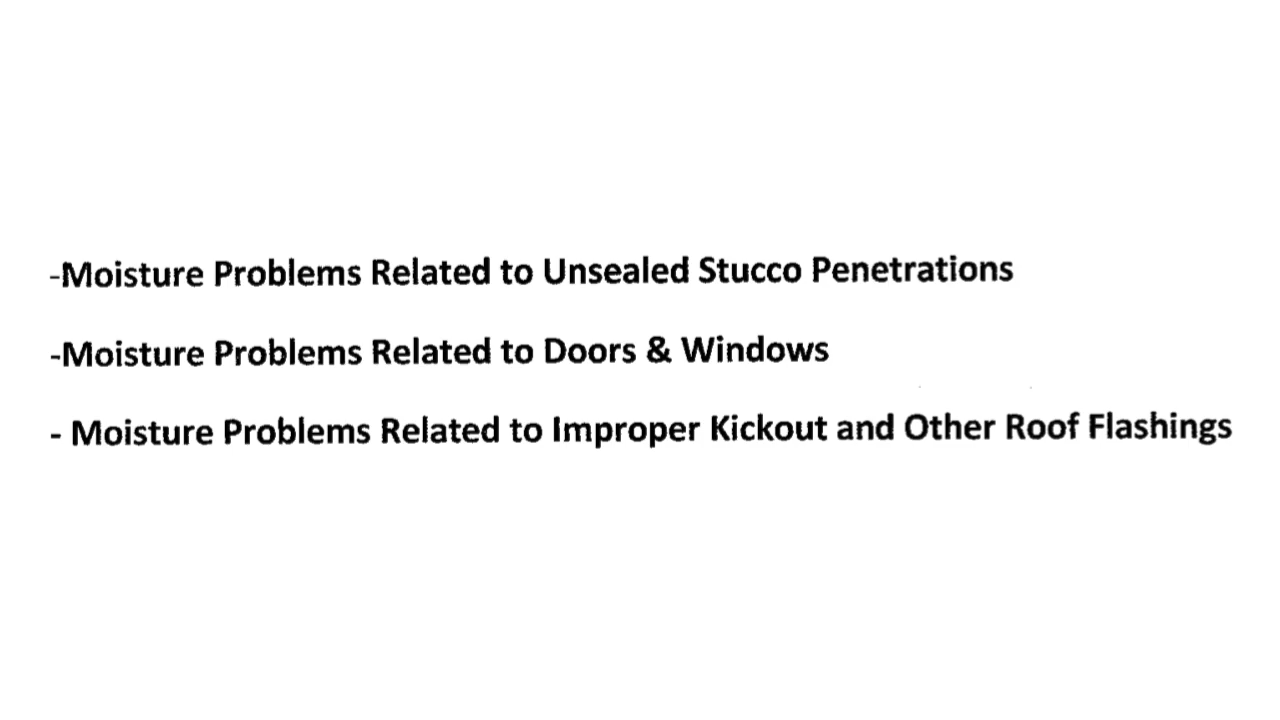 -Moisture Problems Related to Unsealed Stucco Penetrations
-Moisture Problems Related to Doors & Windows
- Moisture Problems Related to Improper Kickout and Other Roof Flashings